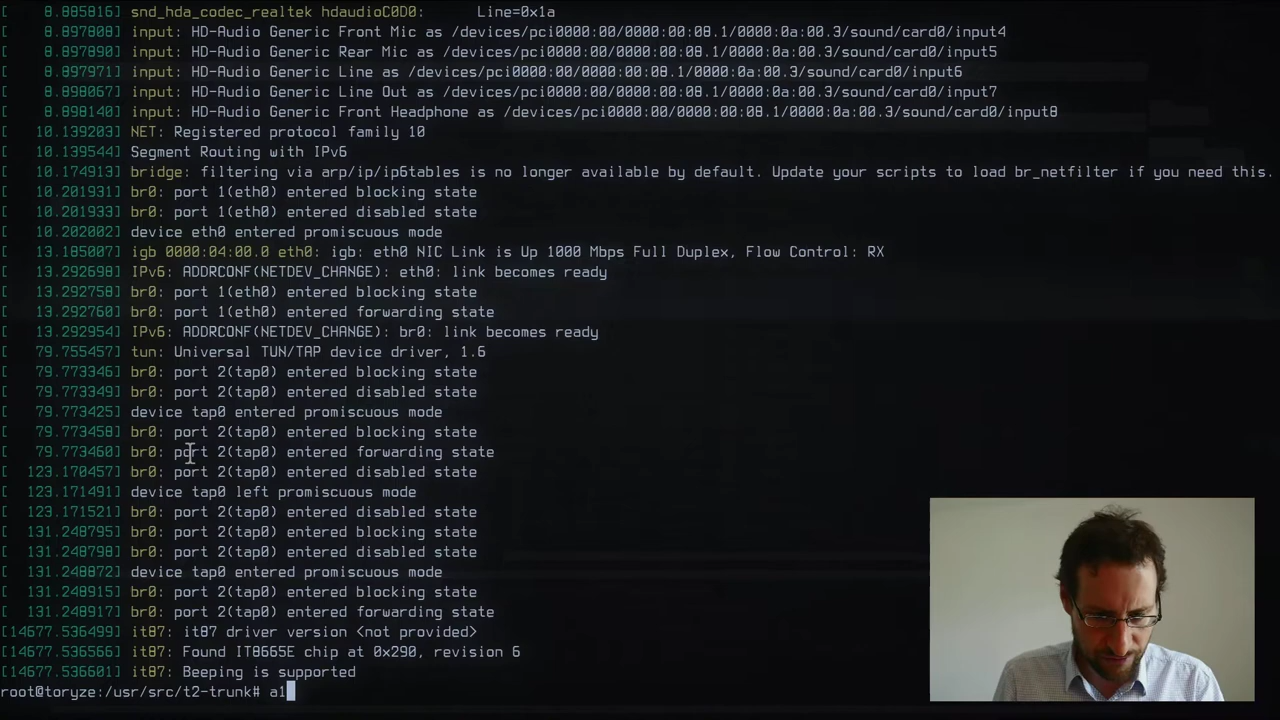 [    8.885816] snd_hda_codec_realtek hdaudioC0D0:      Line=0x1a
[    8.897808] input: HD-Audio Generic Front Mic as /devices/pci0000:00/0000:00:08.1/0000:0a:00.3/sound/card0/input4
[    8.897890] input: HD-Audio Generic Rear Mic as /devices/pci0000:00/0000:00:08.1/0000:0a:00.3/sound/card0/input5
[    8.897971] input: HD-Audio Generic Line as /devices/pci0000:00/0000:00:08.1/0000:0a:00.3/sound/card0/input6
[    8.898067] input: HD-Audio Generic Line Out as /devices/pci0000:00/0000:00:08.1/0000:0a:00.3/sound/card0/input7
[    8.898140] input: HD-Audio Generic Front Headphone as /devices/pci0000:00/0000:00:08.1/0000:0a:00.3/sound/card0/input8
[   10.139203] NET: Registered protocol family 10
[   10.139544] Segment Routing with IPv6
[   10.174913] bridge: filtering via arp/ip/ip6tables is no longer available by default. Update your scripts to load br_netfilter if you need this.
[   10.201931] br0: port 1(eth0) entered blocking state
[   10.201933] br0: port 1(eth0) entered disabled state
[   10.202002] device eth0 entered promiscuous mode
[   13.185007] igb 0000:04:00.0 eth0: igb: eth0 NIC Link is Up 1000 Mbps Full Duplex, Flow Control: RX
[   13.292698] IPv6: ADDRCONF(NETDEV_CHANGE): eth0: link becomes ready
[   13.292758] br0: port 1(eth0) entered blocking state
[   13.292760] br0: port 1(eth0) entered forwarding state
[   13.292954] IPv6: ADDRCONF(NETDEV_CHANGE): br0: link becomes ready
[   79.755457] tun: Universal TUN/TAP device driver, 1.6
[   79.773346] br0: port 2(tap0) entered blocking state
[   79.773349] br0: port 2(tap0) entered disabled state
[   79.773425] device tap0 entered promiscuous mode
[   79.773458] br0: port 2(tap0) entered blocking state
[   79.773460] br0: port 2(tap0) entered forwarding state
[  123.170457] br0: port 2(tap0) entered disabled state
[  123.171491] device tap0 left promiscuous mode
[  123.171521] br0: port 2(tap0) entered disabled state
[  131.248795] br0: port 2(tap0) entered blocking state
[  131.248798] br0: port 2(tap0) entered disabled state
[  131.248872] device tap0 entered promiscuous mode
[  131.248915] br0: port 2(tap0) entered blocking state
[  131.248917] br0: port 2(tap0) entered forwarding state
[14677.536499] it87: it87 driver version <not provided>
[14677.536566] it87: Found IT8665E chip at 0x290, revision 6
[14677.536601] it87: Beeping is supported
root@toryze:/usr/src/t2-trunk# a1